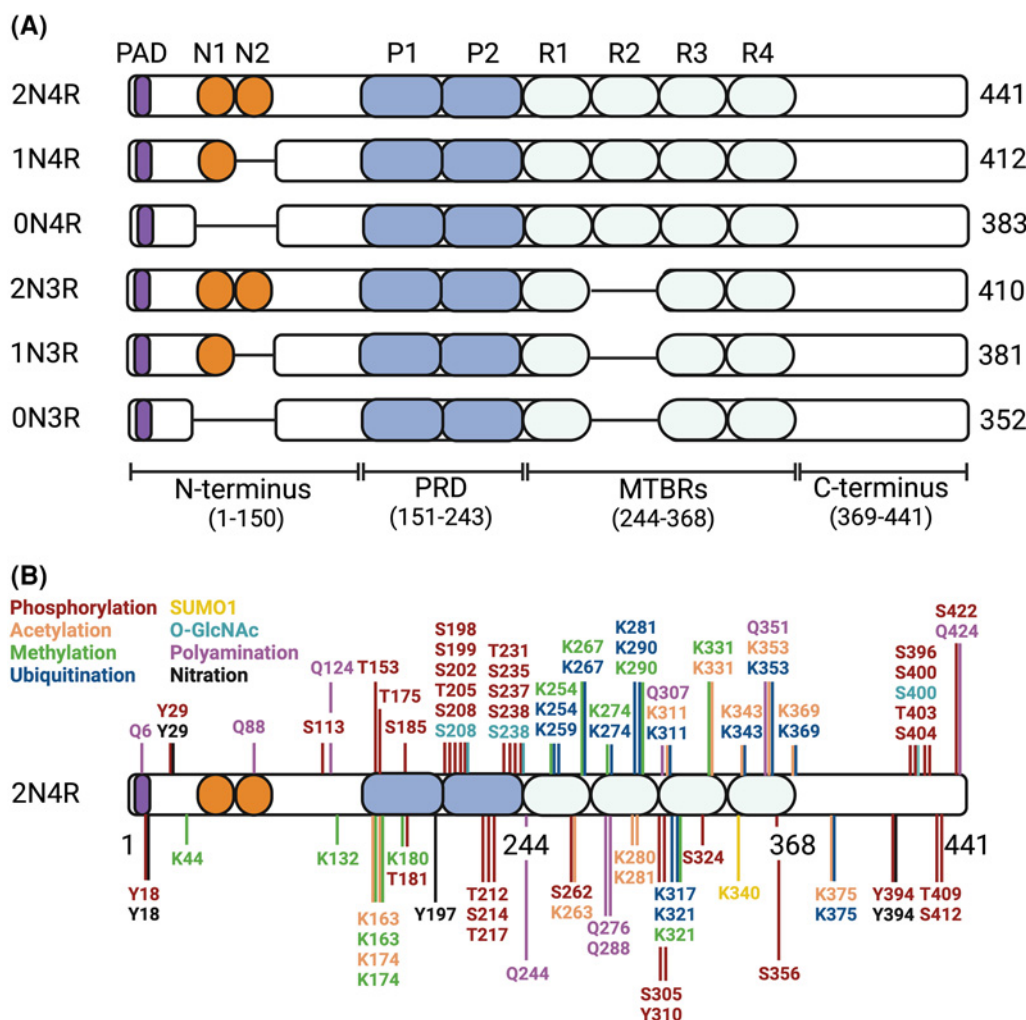 (A)
PAD N1 N2 P1 P2 R1 R2 R3 R4
2N4R 441
1N4R 412
0N4R 383
2N3R 410
1N3R 381
0N3R 352
N-terminus PRD MTBRs C-terminus
(1-150) (151-243) (244-368) (369-441)
(B)
Phosphorylation SUMO1
Acetylation O-GlcNAc
Methylation Polyamination
Ubiquitination Nitration
Q6
Y29
Y29
Q88
Q124
S113
T153
T175
S185
S198
S199
S202
T205
S208
S208
T231
S235
S237
S238
S238
K254
K254
K259
K267
K267
K274
K274
K281
K290
K290
Q307
K311
K311
K331
K331
K343
K343
Q351
K353
K353
K369
K369
S396
S400
S400
T403
S404
S422
Q424
2N4R
1 244 368 441
Y18
Y18
K44
K132
K163
K163
K174
K174
K180
T181
Y197
T212
S214
T217
Q244
S262
K263
Q276
Q288
K280
K281
K317
K321
K321
S305
Y310
S324
K340
S356
K375
K375
Y394
Y394
T409
S412